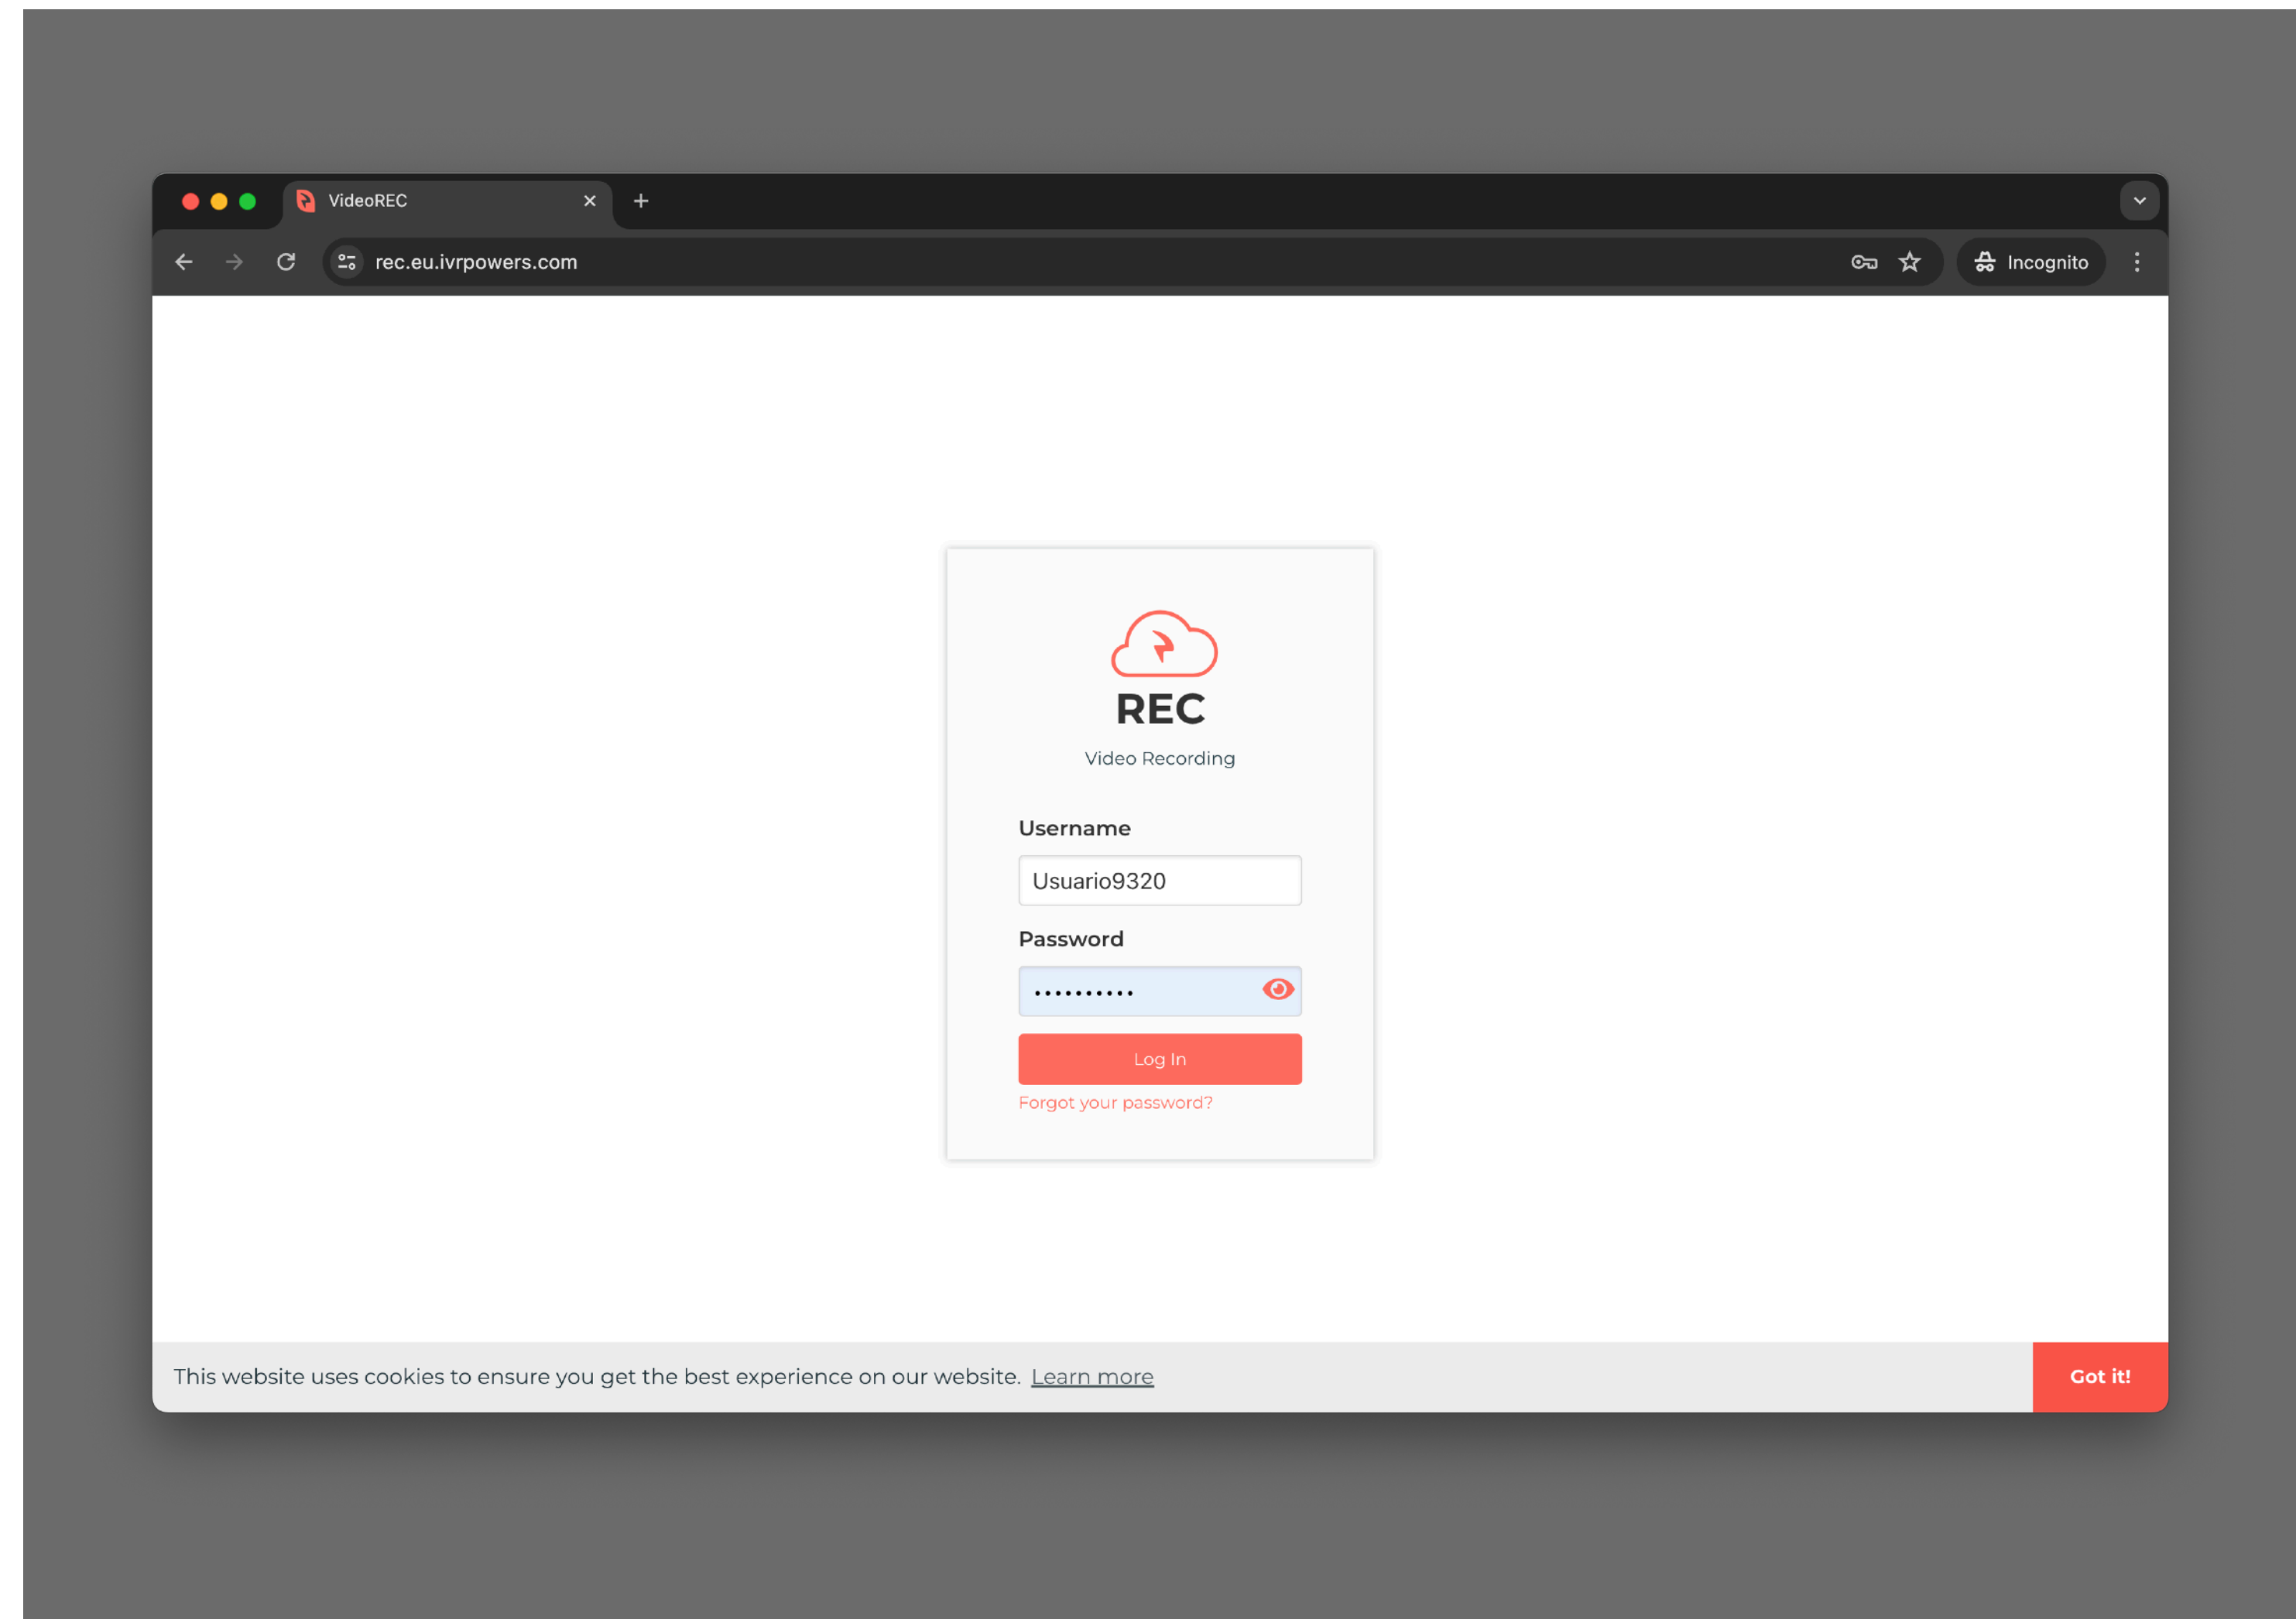 VideoREC
rec.eu.ivrpowers.com
Incognito
REC
Video Recording
Username
Usuario9320
Password
••••••••••
Log In
Forgot your password?
This website uses cookies to ensure you get the best experience on our website. Learn more
Got it!